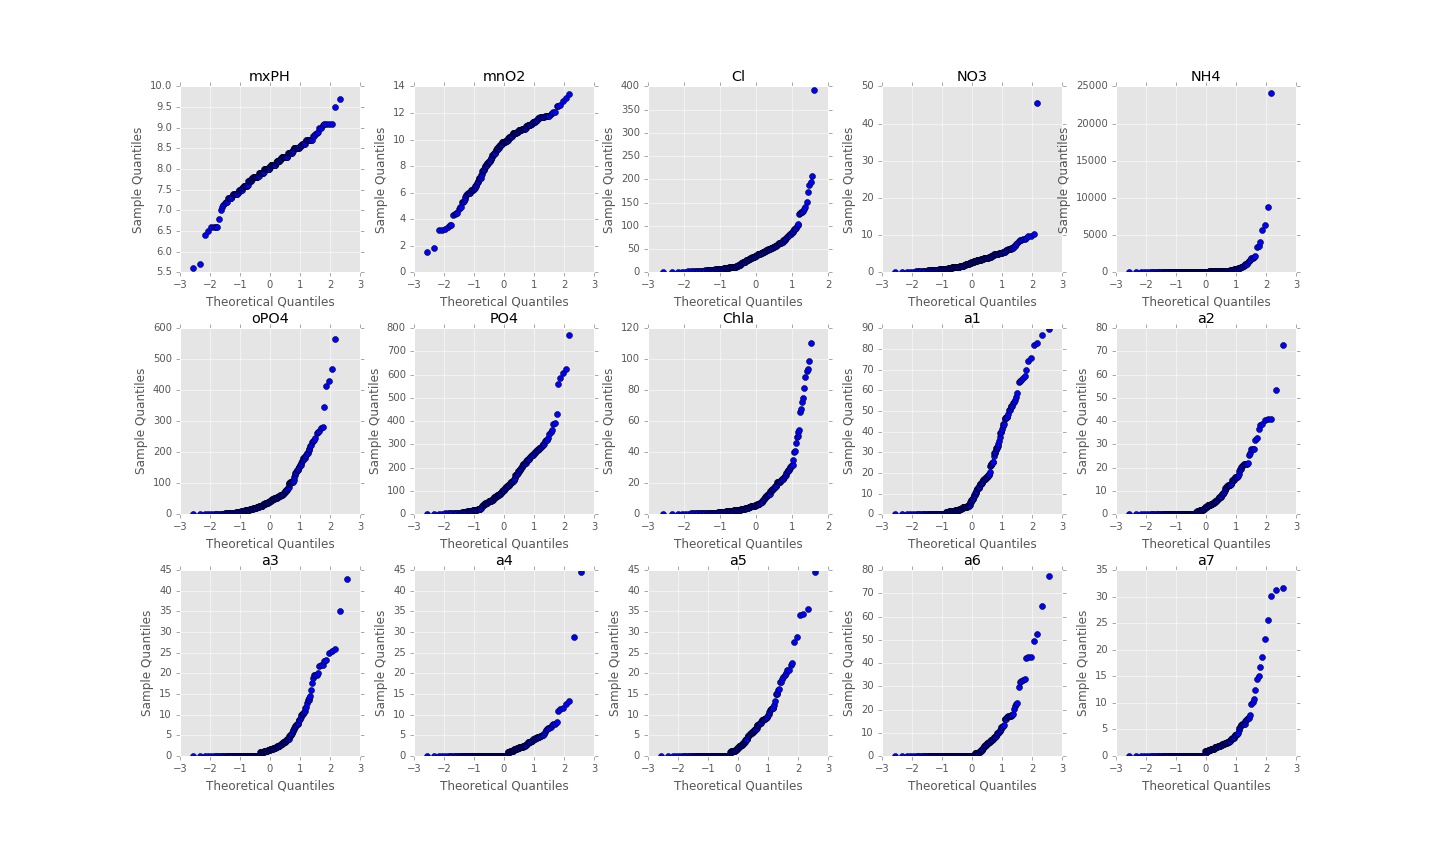 mxPH mnO2 Cl NO3 NH4
10.0 14 400 50 25000
9.5 12 350 40 20000
9.0 10 300 30 15000
8.5 8 250 20 10000
8.0 6 200 10 5000
7.5 4 150 0 0
7.0 2 100
6.5 0 50
6.0 0
5.5
Sample Quantiles Sample Quantiles Sample Quantiles Sample Quantiles Sample Quantiles
−3 −2 −1 0 1 2 3 −3 −2 −1 0 1 2 3 −3 −2 −1 0 1 2 −3 −2 −1 0 1 2 3 −3 −2 −1 0 1 2 3
Theoretical Quantiles Theoretical Quantiles Theoretical Quantiles Theoretical Quantiles Theoretical Quantiles
oPO4 PO4 Chla a1 a2
600 800 120 90 80
500 700 100 80 70
400 600 80 70 60
300 500 60 60 50
200 400 40 50 40
100 300 20 40 30
0 200 0 30 20
100 20 10
0 10 0
0
Sample Quantiles Sample Quantiles Sample Quantiles Sample Quantiles Sample Quantiles
−3 −2 −1 0 1 2 3 −3 −2 −1 0 1 2 3 −3 −2 −1 0 1 2 −3 −2 −1 0 1 2 3 −3 −2 −1 0 1 2 3
Theoretical Quantiles Theoretical Quantiles Theoretical Quantiles Theoretical Quantiles Theoretical Quantiles
a3 a4 a5 a6 a7
45 45 45 80 35
40 40 40 70 30
35 35 35 60 25
30 30 30 50 20
25 25 25 40 15
20 20 20 30 10
15 15 15 20 5
10 10 10 10 0
5 5 5 0
0 0 0
Sample Quantiles Sample Quantiles Sample Quantiles Sample Quantiles Sample Quantiles
−3 −2 −1 0 1 2 3 −3 −2 −1 0 1 2 3 −3 −2 −1 0 1 2 3 −3 −2 −1 0 1 2 3 −3 −2 −1 0 1 2 3
Theoretical Quantiles Theoretical Quantiles Theoretical Quantiles Theoretical Quantiles Theoretical Quantiles